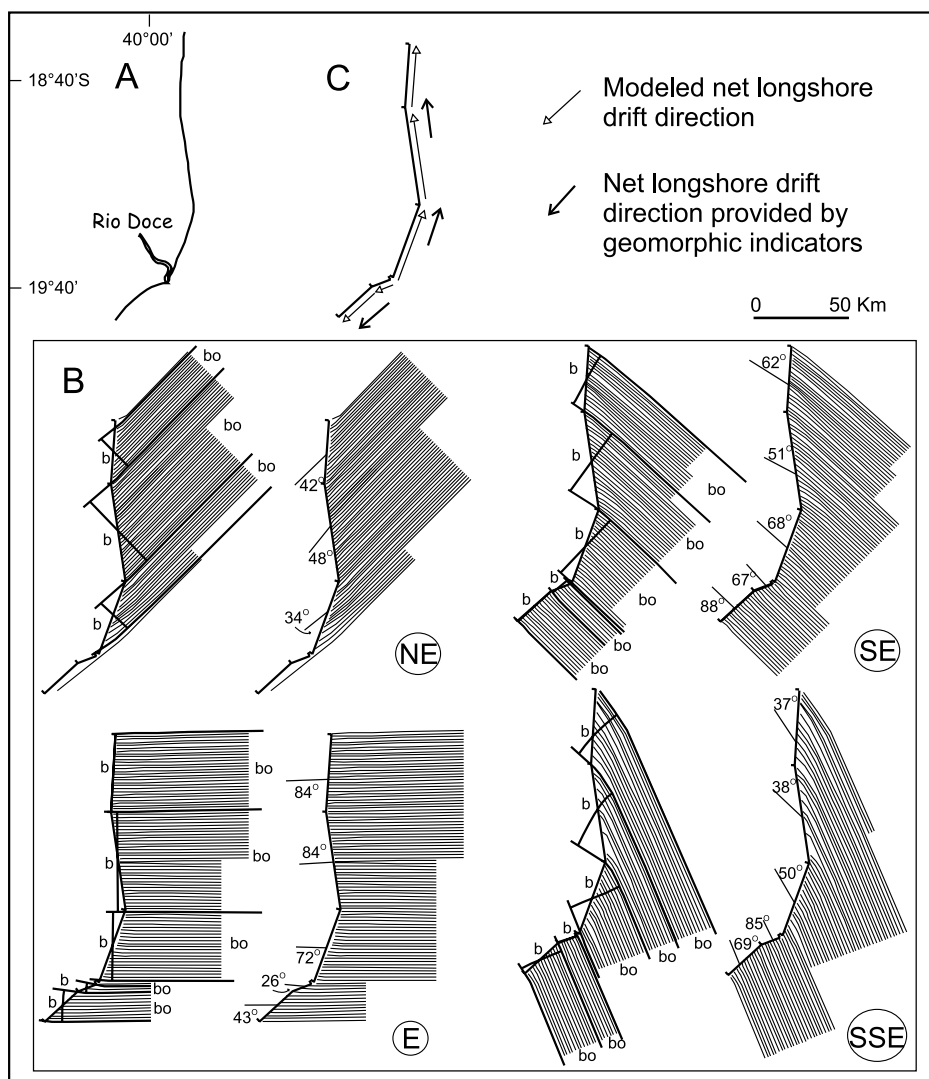 40°00'
18°40'S
A
C
Modeled net longshore
drift direction
Rio Doce
Net longshore drift
direction provided by
geomorphic indicators
19°40'
0 50 Km
B
bo
bo
bo
bo
b
b
b
42°
48°
34°
NE
b
b
b
b
bo
bo
bo
bo
62°
51°
68°
67°
88°
SE
b
b
b
b
b
bo
bo
bo
bo
bo
84°
84°
72°
26°
43°
E
b
b
b
b
bo
bo
bo
bo
37°
38°
50°
85°
69°
SSE